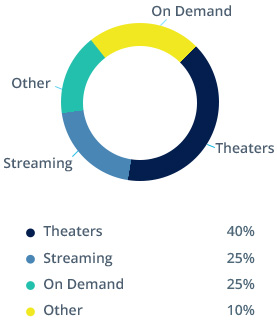 On Demand
Other
Theaters
Streaming
Theaters 40%
Streaming 25%
On Demand 25%
Other 10%